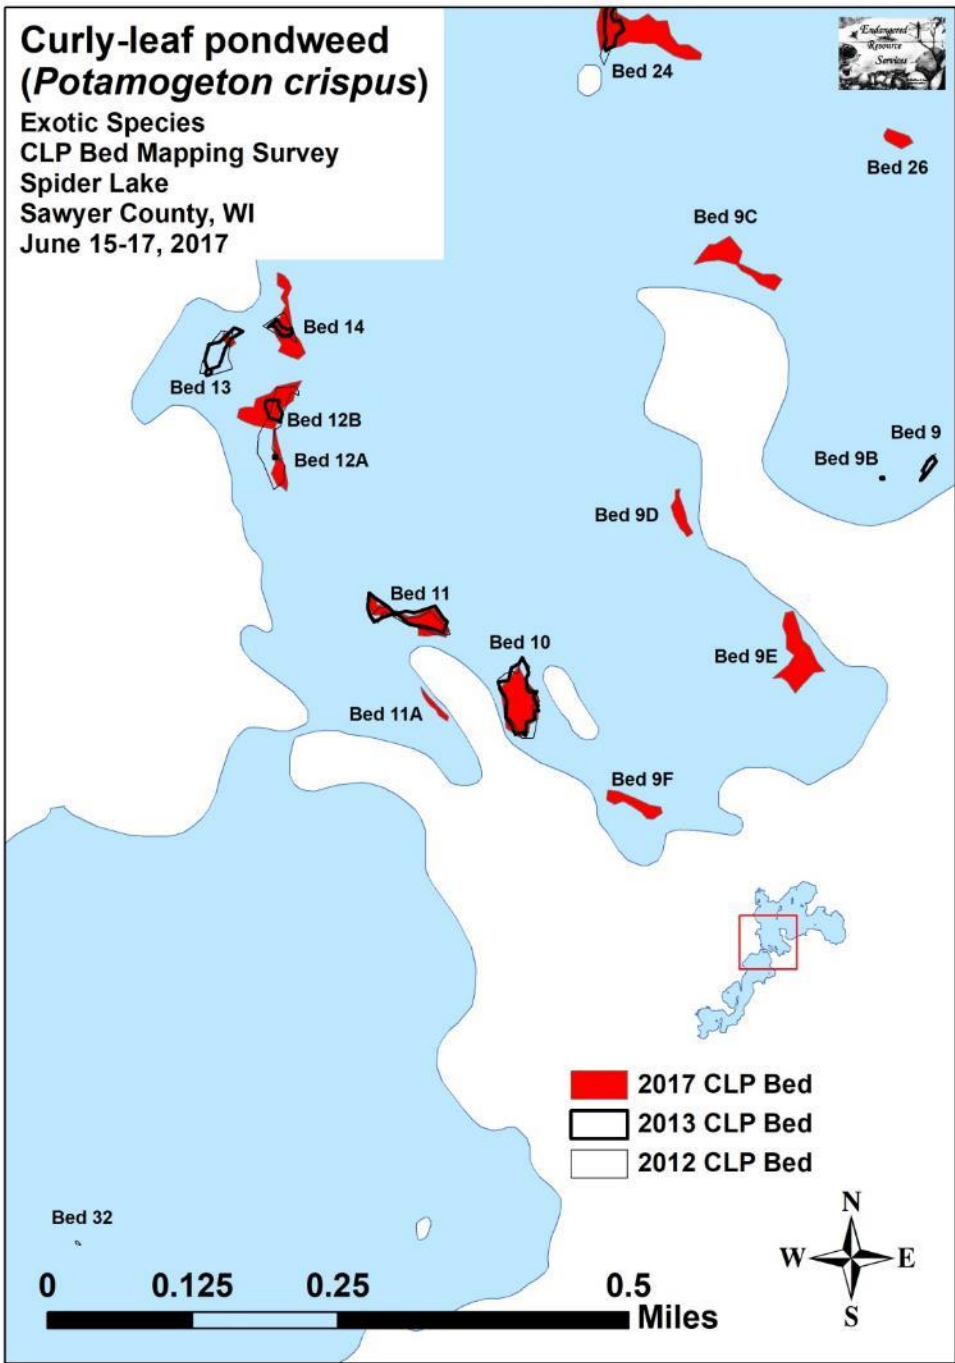 Curly-leaf pondweed
(Potamogeton crispus)
Exotic Species
CLP Bed Mapping Survey
Spider Lake
Sawyer County, WI
June 15-17, 2017
Endangered
Resource
Services
Bed 24
Bed 26
Bed 9C
Bed 14
Bed 13
Bed 12B
Bed 12A
Bed 9
Bed 9B
Bed 9D
Bed 11
Bed 10
Bed 9E
Bed 11A
Bed 9F
2017 CLP Bed
2013 CLP Bed
2012 CLP Bed
Bed 32
N
W E
S
0 0.125 0.25 0.5
Miles